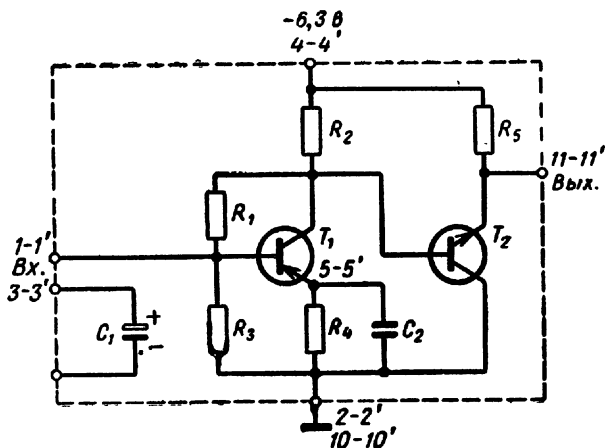 -6,3 в
4-4'
R₂
R₅
11-11'
Вых.
R₁
T₁
T₂
1-1'
Вх.
5-5'
3-3'
C₁
+
-
R₃
R₄
C₂
2-2'
10-10'